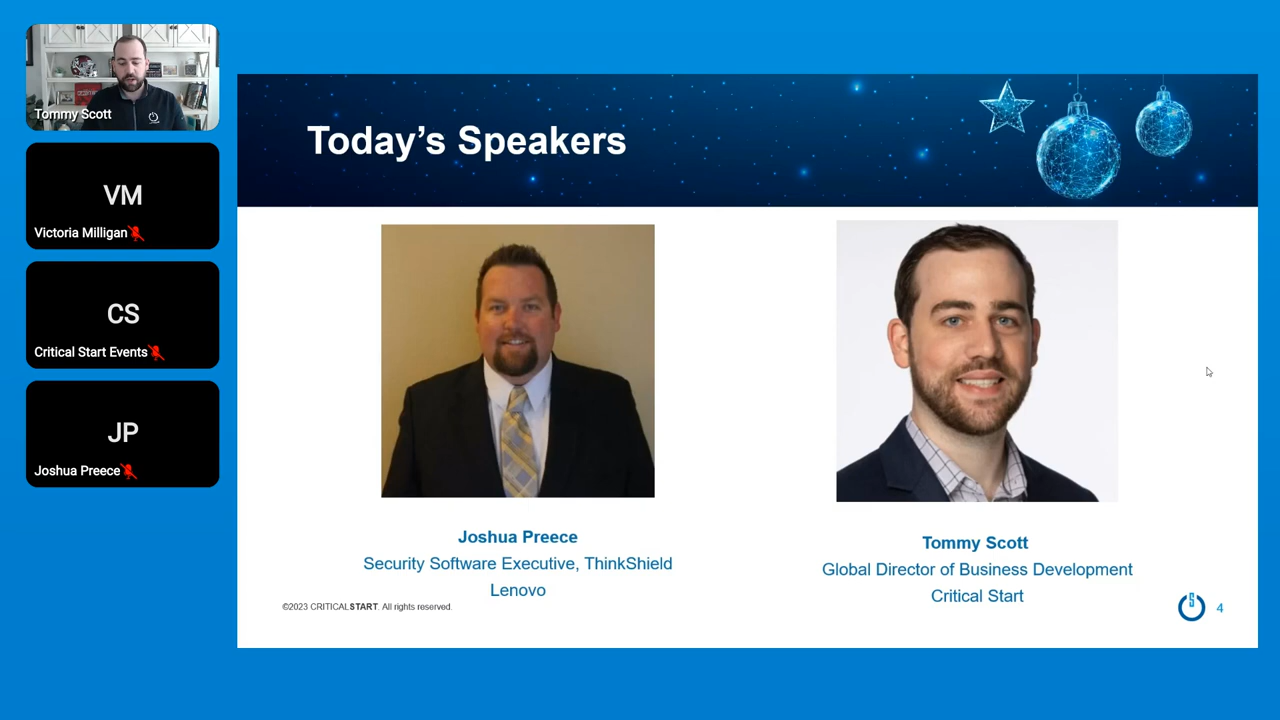 Tommy Scott
VM
Victoria Milligan
CS
Critical Start Events
JP
Joshua Preece
Today's Speakers
Joshua Preece
Security Software Executive, ThinkShield
Lenovo
Tommy Scott
Global Director of Business Development
Critical Start
©2023 CRITICALSTART. All rights reserved.
4